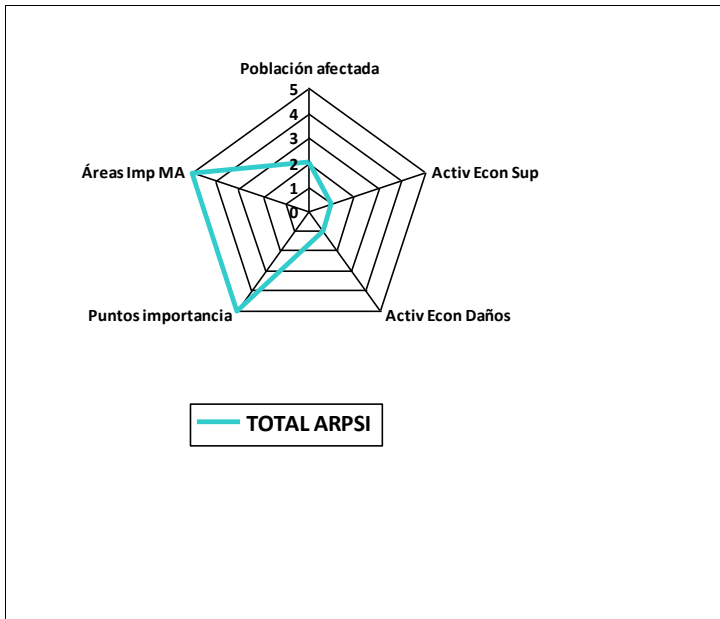 Población afectada
5
4
3
2
1
0
Áreas Imp MA
Activ Econ Sup
Puntos importancia
Activ Econ Daños
TOTAL ARPSI